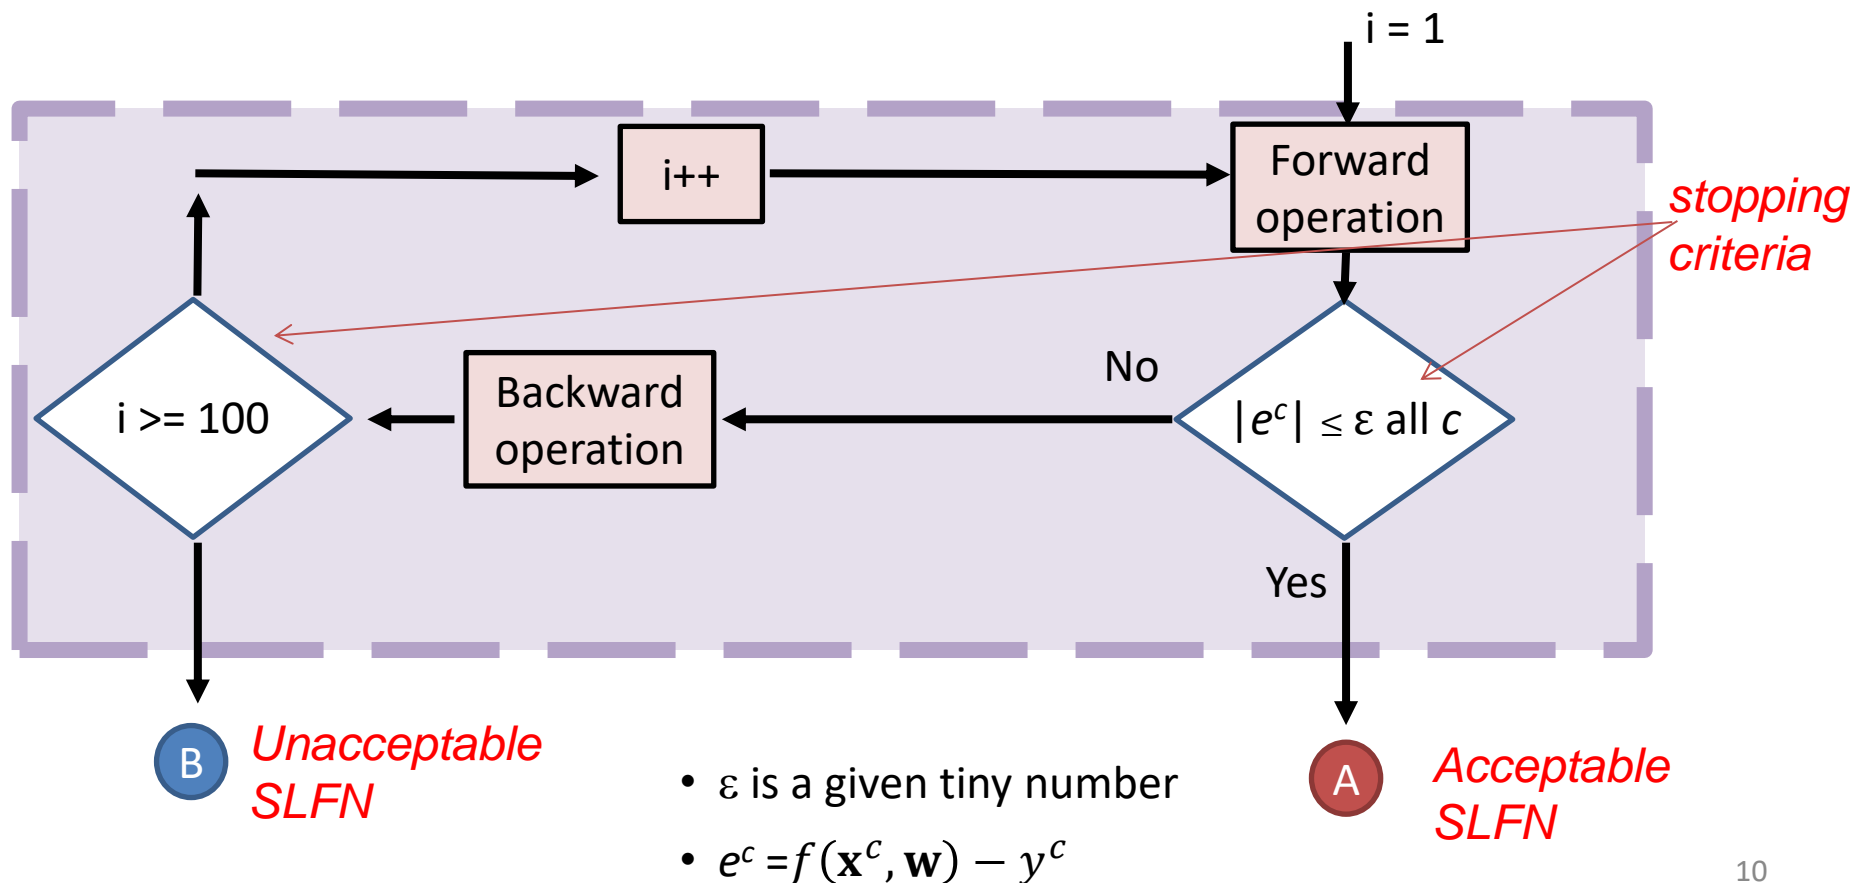 i = 1
i++
Forward
operation
stopping
criteria
i >= 100
Backward
operation
No
|eᶜ| ≤ ε all c
Yes
B
Unacceptable
SLFN
A
Acceptable
SLFN
• ε is a given tiny number
• eᶜ =f(𝐱ᶜ, 𝐰) − yᶜ
10